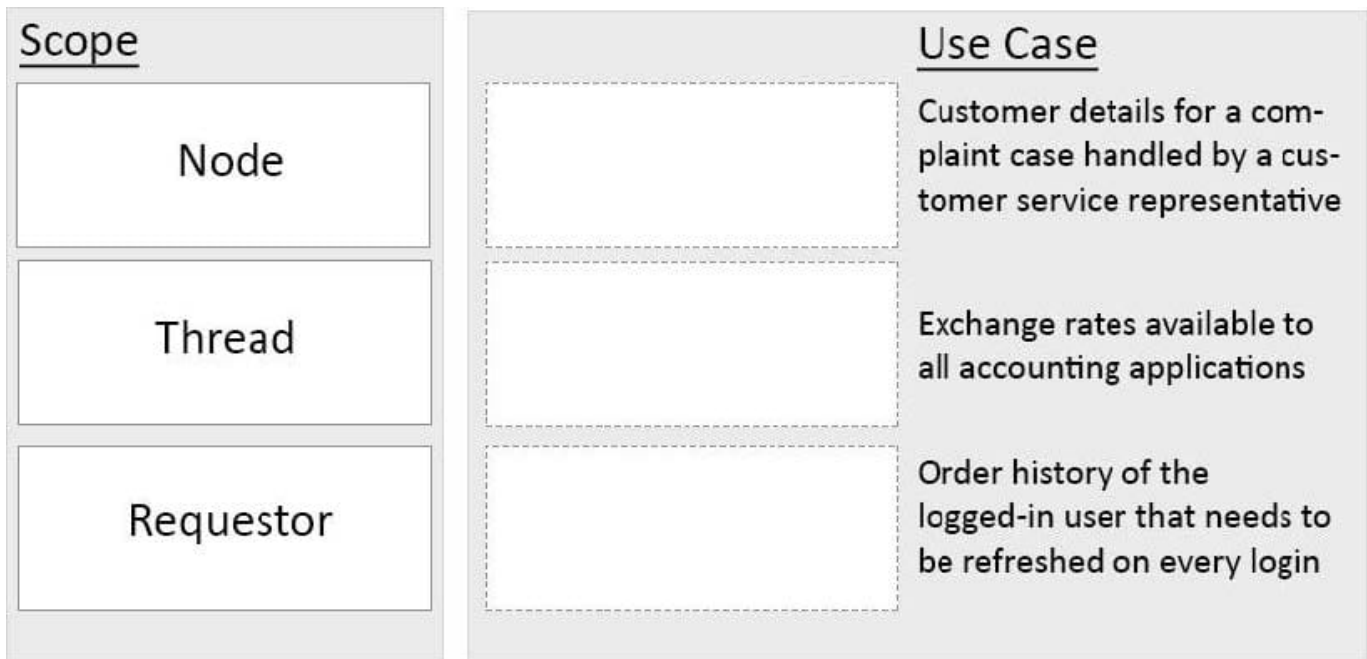 Scope
Node
Thread
Requestor
Use Case
Customer details for a com-
plaint case handled by a cus-
tomer service representative
Exchange rates available to
all accounting applications
Order history of the
logged-in user that needs to
be refreshed on every login